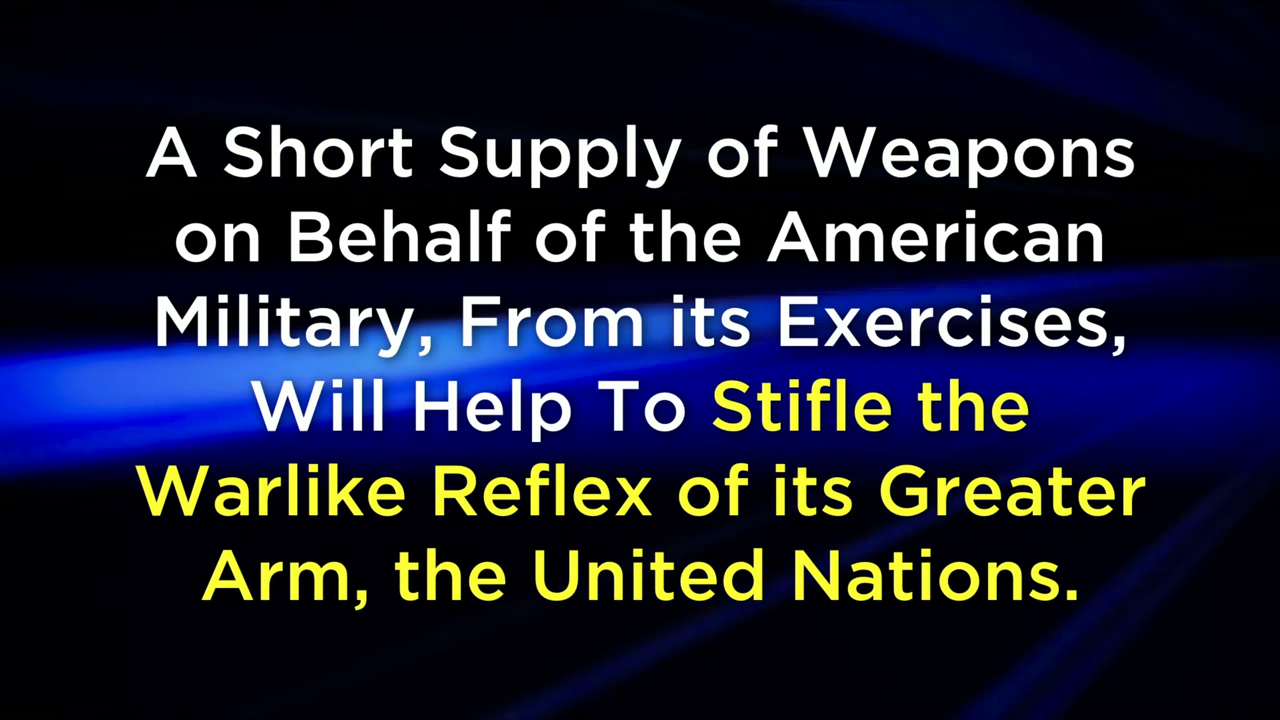 A Short Supply of Weapons
on Behalf of the American
Military, From its Exercises,
Will Help To Stifle the
Warlike Reflex of its Greater
Arm, the United Nations.